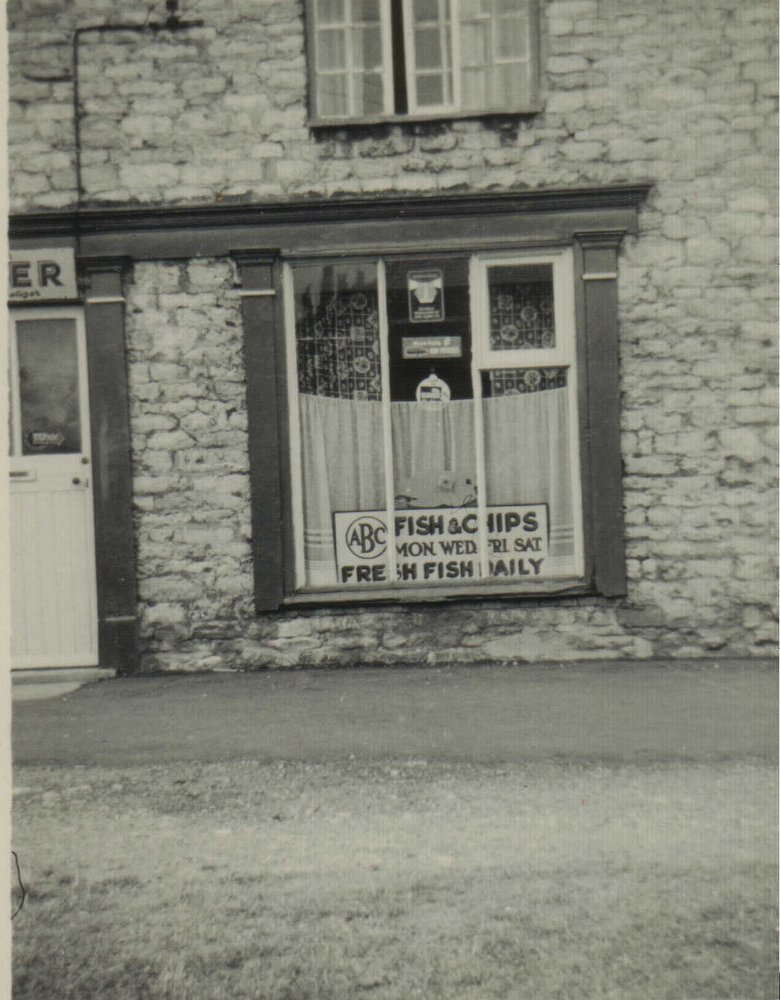 ER
ABC
FISH & CHIPS
MON. WED. FRI. SAT
FRESH FISH DAILY